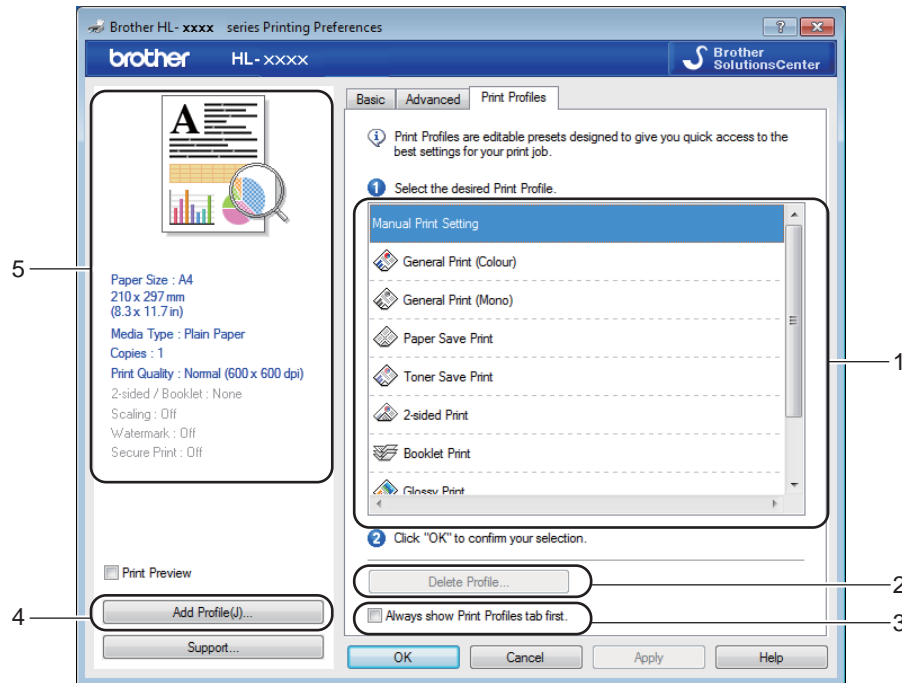 Brother HL- xxxx series Printing Preferences
brother HL- xxxx
Brother
SolutionsCenter
A
Paper Size : A4
210 x 297 mm
(8.3 x 11.7 in)
Media Type : Plain Paper
Copies : 1
Print Quality : Normal (600 x 600 dpi)
2-sided / Booklet : None
Scaling : Off
Watermark : Off
Secure Print : Off
5
Print Preview
Add Profile(J)...
4
Support...
Basic Advanced Print Profiles
Print Profiles are editable presets designed to give you quick access to the
best settings for your print job.
1 Select the desired Print Profile.
Manual Print Setting
General Print (Colour)
General Print (Mono)
Paper Save Print
Toner Save Print
2-sided Print
Booklet Print
Glossy Print
1
2 Click "OK" to confirm your selection.
Delete Profile...
2
Always show Print Profiles tab first.
3
OK Cancel Apply Help